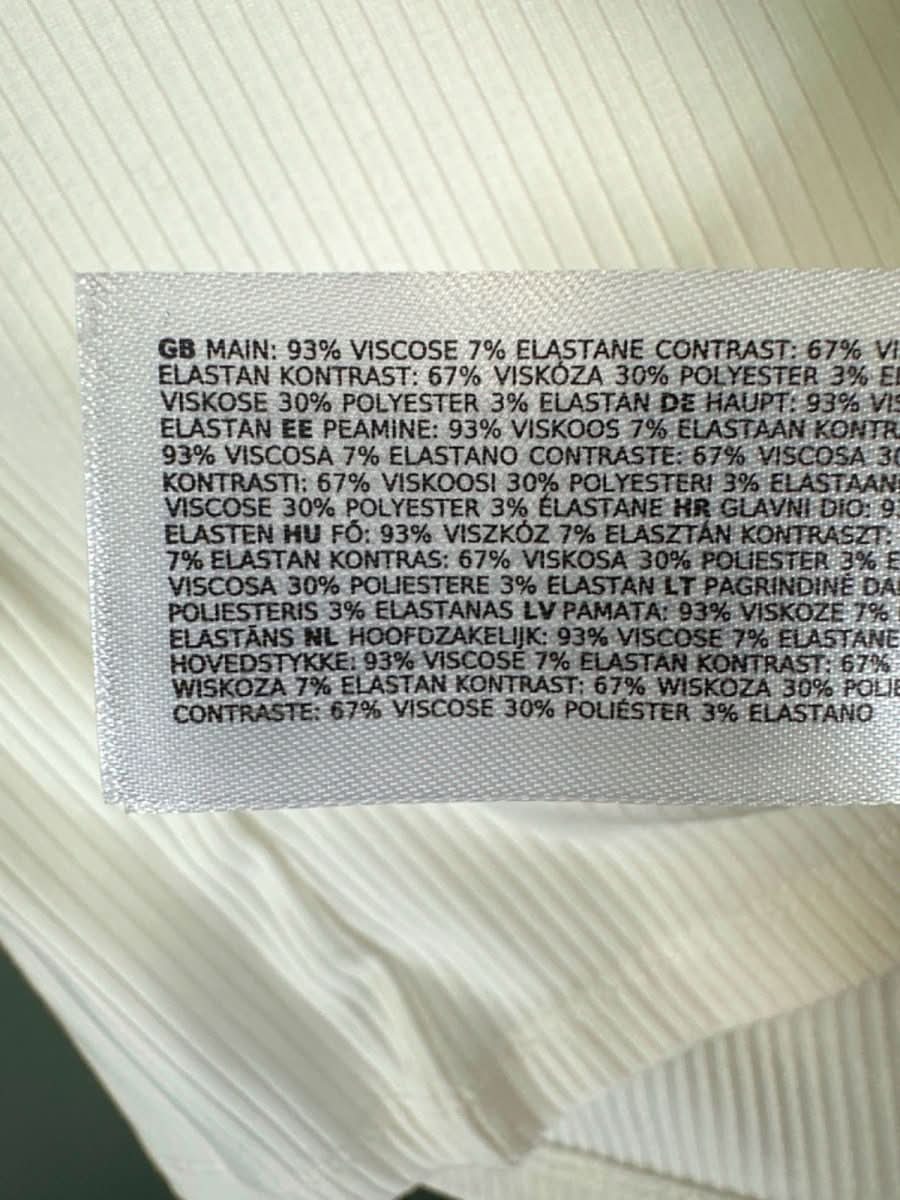 GB MAIN: 93% VISCOSE 7% ELASTANE CONTRAST: 67%
ELASTAN KONTRAST: 67% VISKÓZA 30% POLYESTER 3%
VISKOSE 30% POLYESTER 3% ELASTAN DE HAUPT: 93%
ELASTAN EE PEAMINE: 93% VISKOOS 7% ELASTAAN
93% VISCOSA 7% ELASTANO CONTRASTE: 67% VISCOSA
KONTRASTI: 67% VISKOOSI 30% POLYESTERI 3%
VISCOSE 30% POLYESTER 3% ÉLASTANE HR GLAVNI DIO:
ELASTEN HU FŐ: 93% VISZKÓZ 7% ELASZTÁN KONTRASZT:
7% ELASTAN KONTRAS: 67% VISKOSA 30% POLIESTER 3%
VISCOSA 30% POLIESTERE 3% ELASTAN LT PAGRINDINĖ
POLIESTERIS 3% ELASTANAS LV PAMATA: 93% VISKOZE 7%
ELASTĀNS NL HOOFDZAKELIJK: 93% VISCOSE 7% ELASTANE
HOVEDSTYKKE: 93% VISCOSE 7% ELASTAN KONTRAST: 67%
WISKOZA 7% ELASTAN KONTRAST: 67% WISKOZA 30%
CONTRASTE: 67% VISCOSE 30% POLIÉSTER 3% ELASTANO